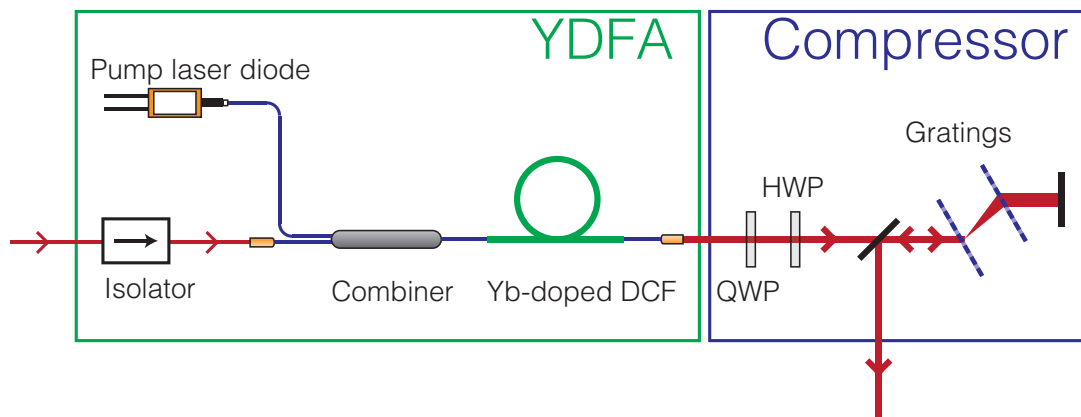 YDFA
Compressor
Pump laser diode
Gratings
HWP
Isolator
Combiner
Yb-doped DCF
QWP